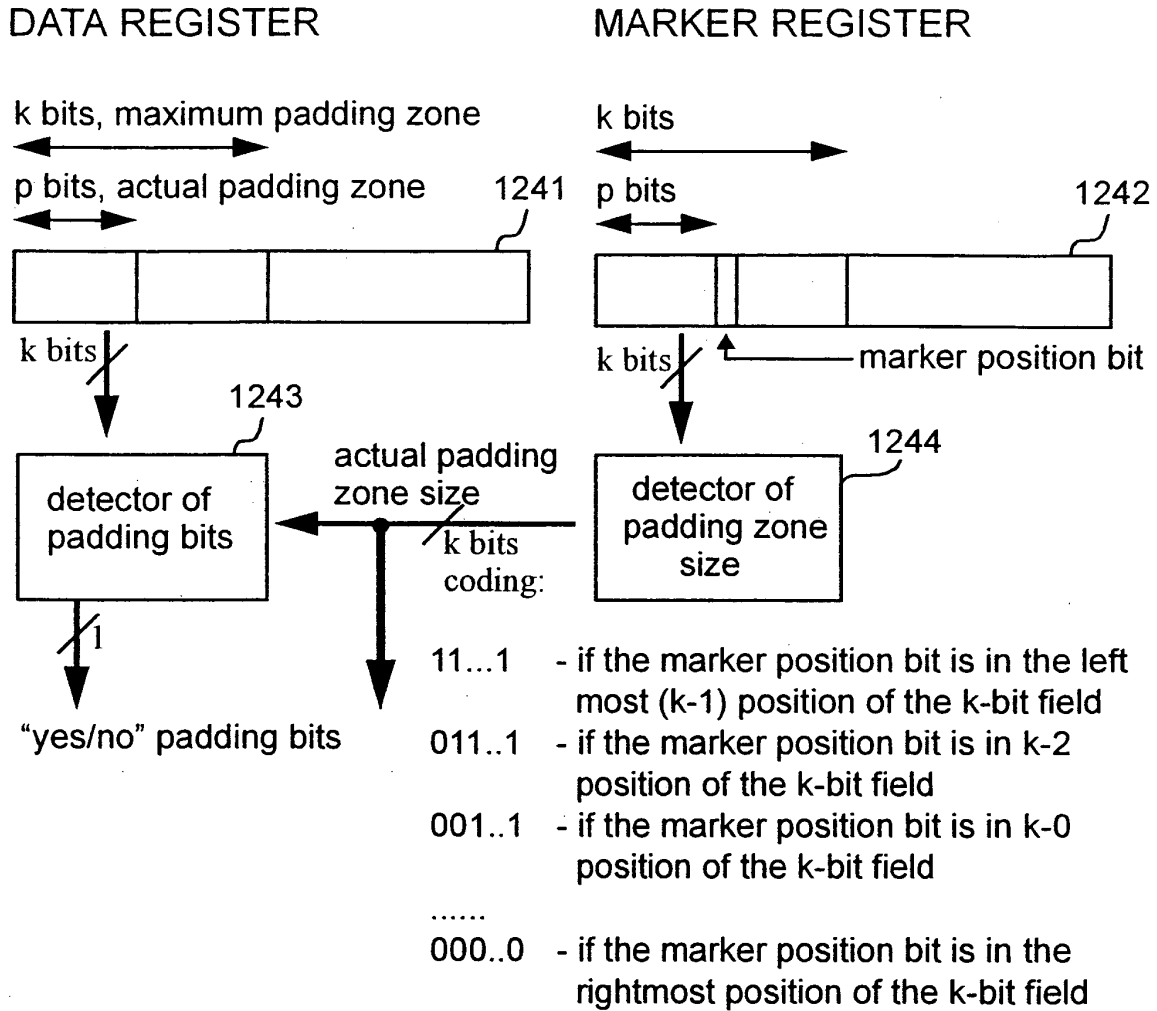 DATA REGISTER
MARKER REGISTER
k bits, maximum padding zone
k bits
p bits, actual padding zone
1241
p bits
1242
k bits
k bits
marker position bit
1243
1244
actual padding
zone size
detector of
padding bits
detector of
padding zone
size
k bits
coding:
1
"yes/no" padding bits
11...1 - if the marker position bit is in the left
most (k-1) position of the k-bit field
011..1 - if the marker position bit is in k-2
position of the k-bit field
001..1 - if the marker position bit is in k-0
position of the k-bit field
......
000..0 - if the marker position bit is in the
rightmost position of the k-bit field